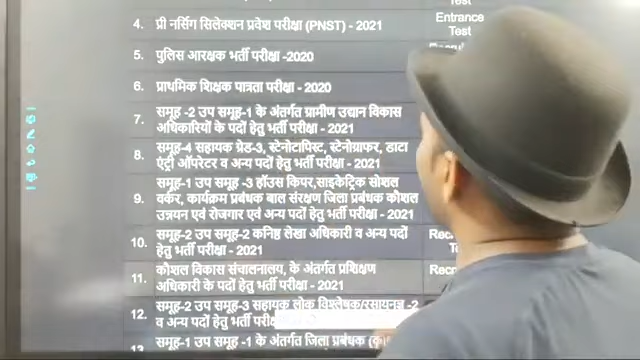 Test
4. प्री नर्सिंग सिलेक्शन प्रवेश परीक्षा (PNST) - 2021
Entrance
Test
5. पुलिस आरक्षक भर्ती परीक्षा -2020
6. प्राथमिक शिक्षक पात्रता परीक्षा - 2020
7. समूह -2 उप समूह-1 के अंतर्गत ग्रामीण उद्यान विकास
अधिकारियों के पदों हेतु भर्ती परीक्षा - 2021
8. समूह-4 सहायक ग्रेड-3, स्टेनोटायपिस्ट, स्टेनोग्राफर, डाटा
एंट्री ऑपरेटर व अन्य पदों हेतु भर्ती परीक्षा - 2021
9. समूह-1 उप समूह -3 हॉउस किपर,साइकेट्रिक सोशल
वर्कर, कार्यक्रम प्रबंधक बाल संरक्षण जिला प्रबंधक कौशल
उन्नयन एवं रोजगार एवं अन्य पदों हेतु भर्ती परीक्षा - 2021
10. समूह-2 उप समूह-2 कनिष्ठ लेखा अधिकारी व अन्य पदों
हेतु भर्ती परीक्षा - 2021
11. कौशल विकास संचालनालय, के अंतर्गत प्रशिक्षण
अधिकारी के पदों हेतु भर्ती परीक्षा - 2021
12. समूह-2 उप समूह-3 सहायक लोक विश्लेषक/रसायनज्ञ -2
व अन्य पदों हेतु भर्ती
13. समूह-1 उप समूह -1 के अंतर्गत जिला प्रबंधक